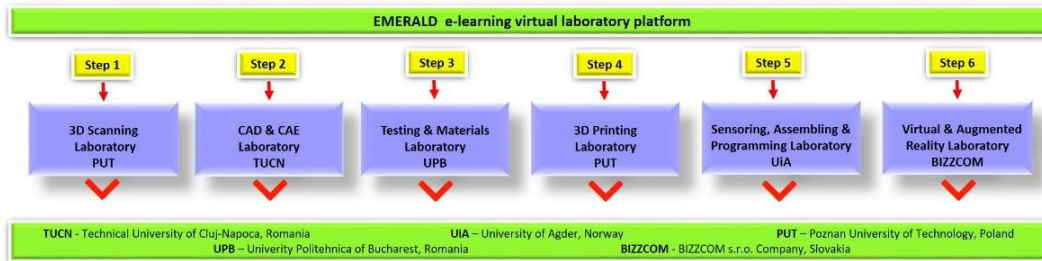 EMERALD e-learning virtual laboratory platform
Step 1
Step 2
Step 3
Step 4
Step 5
Step 6
3D Scanning
Laboratory
PUT
CAD & CAE
Laboratory
TUCN
Testing & Materials
Laboratory
UPB
3D Printing
Laboratory
PUT
Sensoring, Assembling &
Programming Laboratory
UiA
Virtual & Augmented
Reality Laboratory
BIZZCOM
TUCN - Technical University of Cluj-Napoca, Romania
UiA – University of Agder, Norway
PUT – Poznan University of Technology, Poland
UPB – Univerity Politehnica of Bucharest, Romania
BIZZCOM - BIZZCOM s.r.o. Company, Slovakia